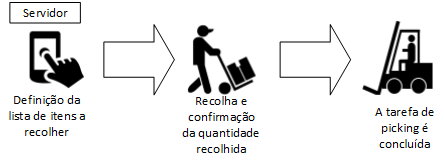 Servidor
Definição da
lista de itens a
recolher
Recolha e
confirmação
da quantidade
recolhida
A tarefa de
picking é
concluída